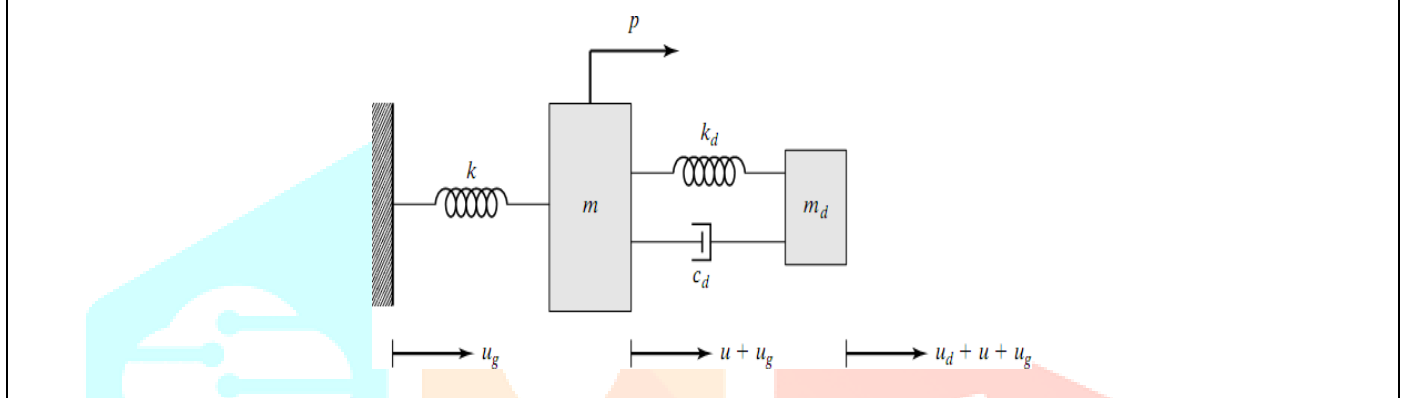 p
k
k_d
m
m_d
c_d
u_g
u + u_g
u_d + u + u_g